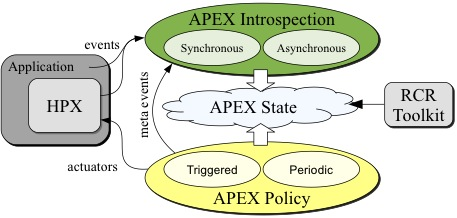 APEX Introspection
events
Synchronous
Asynchronous
Application
HPX
meta events
APEX State
RCR
Toolkit
actuators
Triggered
Periodic
APEX Policy